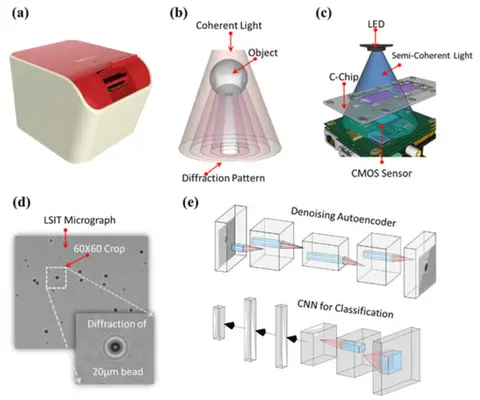 (a)
(b)
Coherent Light
Object
Diffraction Pattern
(c)
LED
Semi-Coherent Light
C-Chip
CMOS Sensor
(d)
LSIT Micrograph
60X60 Crop
Diffraction of
20µm bead
(e)
Denoising Autoencoder
CNN for Classification